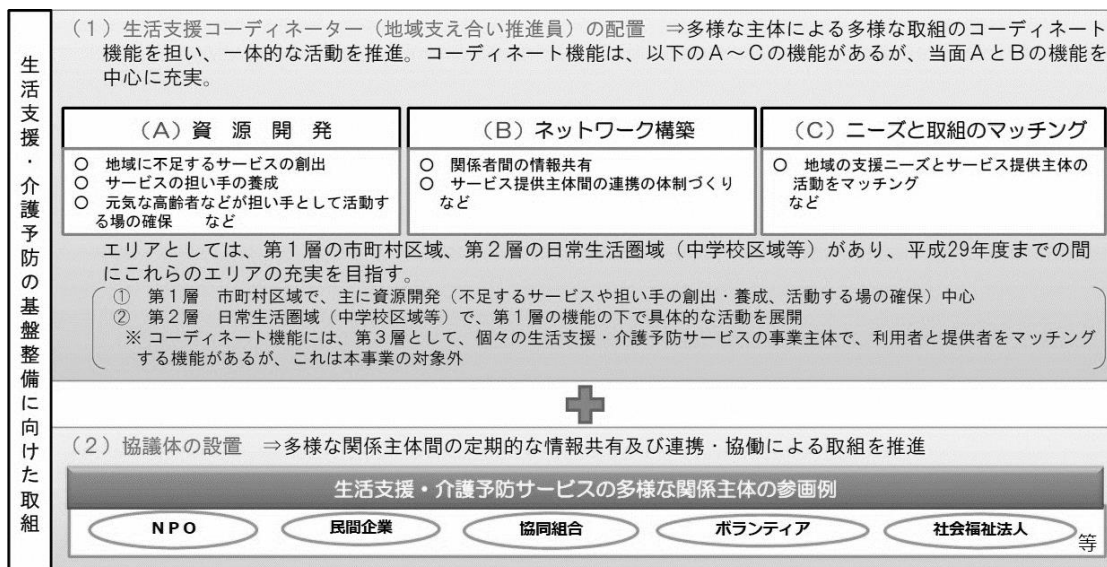 生活支援・介護予防の基盤整備に向けた取組
（１）生活支援コーディネーター（地域支え合い推進員）の配置　⇒多様な主体による多様な取組のコーディネート
機能を担い、一体的な活動を推進。コーディネート機能は、以下のＡ～Ｃの機能があるが、当面ＡとＢの機能を
中心に充実。
（Ａ）資　源　開　発
○　地域に不足するサービスの創出
○　サービスの担い手の養成
○　元気な高齢者などが担い手として活動す
る場の確保　　など
（Ｂ）ネットワーク構築
○　関係者間の情報共有
○　サービス提供主体間の連携の体制づくり
など
（Ｃ）ニーズと取組のマッチング
○　地域の支援ニーズとサービス提供主体の
活動をマッチング
など
エリアとしては、第１層の市町村区域、第２層の日常生活圏域（中学校区域等）があり、平成29年度までの間
にこれらのエリアの充実を目指す。
①　第１層　市町村区域で、主に資源開発（不足するサービスや担い手の創出・養成、活動する場の確保）中心
②　第２層　日常生活圏域（中学校区域等）で、第１層の機能の下で具体的な活動を展開
※ コーディネート機能には、第３層として、個々の生活支援・介護予防サービスの事業主体で、利用者と提供者をマッチング
する機能があるが、これは本事業の対象外
（２）協議体の設置　⇒多様な関係主体間の定期的な情報共有及び連携・協働による取組を推進
生活支援・介護予防サービスの多様な関係主体の参画例
ＮＰＯ　民間企業　協同組合　ボランティア　社会福祉法人　等